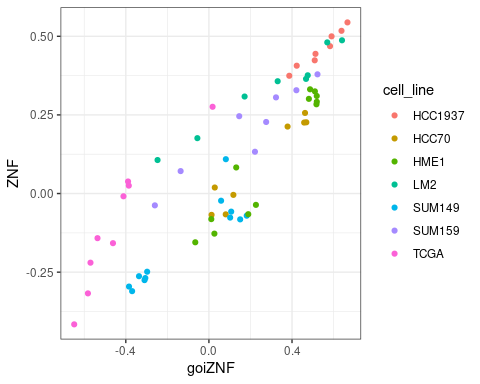 0.50
0.25
0.00
-0.25
ZNF
-0.4 0.0 0.4
goiZNF
cell_line
HCC1937
HCC70
HME1
LM2
SUM149
SUM159
TCGA